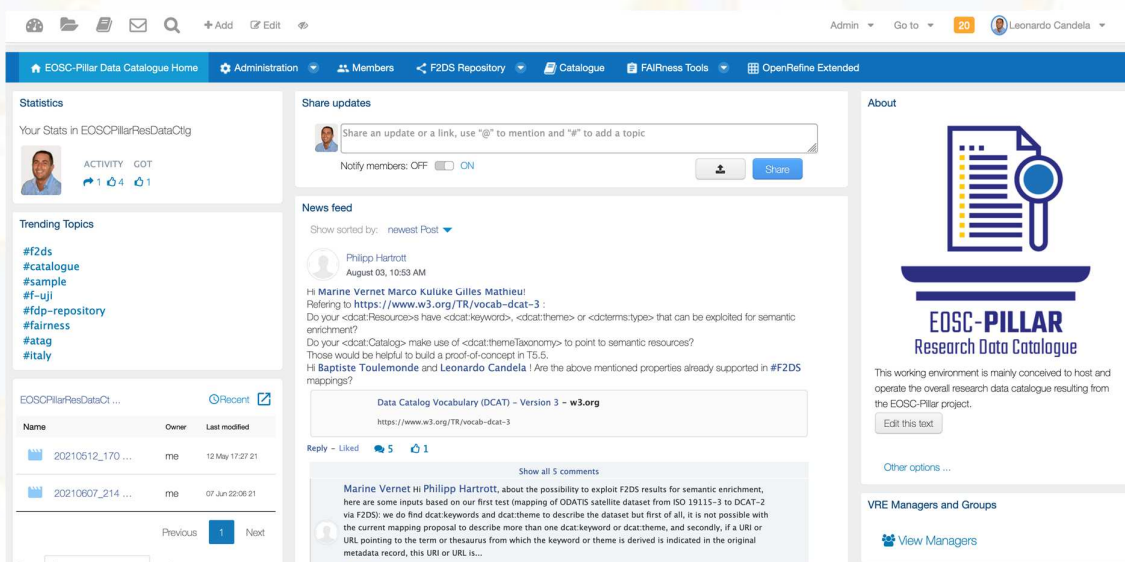 +Add Edit
Admin Go to 20 Leonardo Candela
EOSC-Pillar Data Catalogue Home Administration Members F2DS Repository Catalogue FAIRness Tools OpenRefine Extended
Statistics
Your Stats in EOSCPillarResDataCtlg
ACTIVITY GOT
1 4 1
Trending Topics
#f2ds
#catalogue
#sample
#f-uji
#fdp-repository
#fairness
#atag
#italy
EOSCPillarResDataCt ... Recent
Name Owner Last modified
20210512_170 ... me 12 May 17:27 21
20210607_214 ... me 07 Jun 22:06 21
Previous 1 Next
Share updates
Share an update or a link, use "@" to mention and "#" to add a topic
Notify members: OFF ON
Share
News feed
Show sorted by: newest Post
Philipp Hartrott
August 03, 10:53 AM
Hi Marine Vernet Marco Kulüke Gilles Mathieu!
Refering to https://www.w3.org/TR/vocab-dcat-3 :
Do your <dcat:Resource>s have <dcat:keyword>, <dcat:theme> or <dcterms:type> that can be exploited for semantic
enrichment?
Do your <dcat:Catalog> make use of <dcat:themeTaxonomy> to point to semantic resources?
Those would be helpful to build a proof-of-concept in T5.5.
Hi Baptiste Toulemonde and Leonardo Candela ! Are the above mentioned properties already supported in #F2DS
mappings?
Data Catalog Vocabulary (DCAT) - Version 3 - w3.org
https://www.w3.org/TR/vocab-dcat-3
Reply - Liked 5 1
Show all 5 comments
Marine Vernet Hi Philipp Hartrott, about the possibility to exploit F2DS results for semantic enrichment,
here are some inputs based on our first test (mapping of ODATIS satellite dataset from ISO 19115-3 to DCAT-2
via F2DS): we do find dcat:keywords and dcat:theme to describe the dataset but first of all, it is not possible with
the current mapping proposal to describe more than one dcat:keyword or dcat:theme, and secondly, if a URI or
URL pointing to the term or thesaurus from which the keyword or theme is derived is indicated in the original
metadata record, this URI or URL is...
About
EOSC-PILLAR
Research Data Catalogue
This working environment is mainly conceived to host and
operate the overall research data catalogue resulting from
the EOSC-Pillar project.
Edit this text
Other options ...
VRE Managers and Groups
View Managers